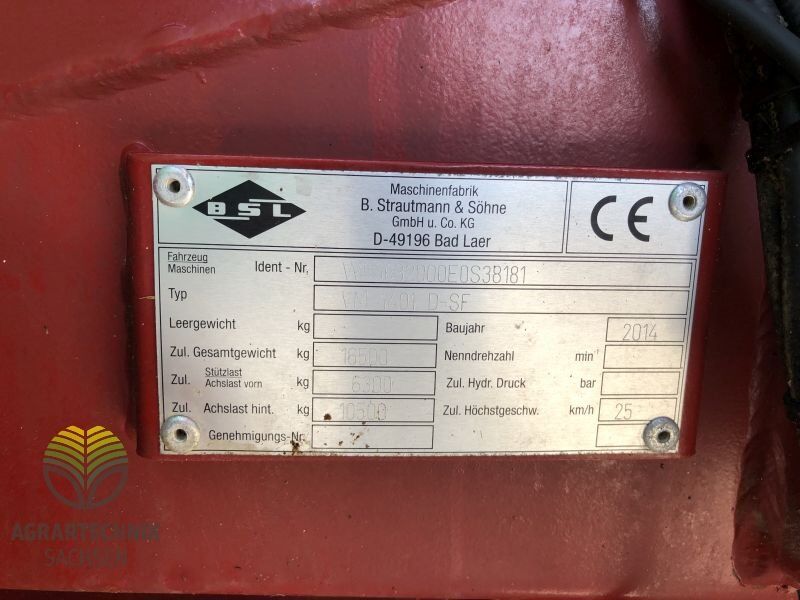 BSL
Maschinenfabrik
B. Strautmann & Söhne
GmbH u. Co. KG
D-49196 Bad Laer
CE
Fahrzeug
Maschinen
Ident - Nr.
Typ D-SF
Leergewicht kg
Baujahr 2014
Zul. Gesamtgewicht kg 16500
Nenndrehzahl min
Zul. Stützlast
Achslast vorn kg 6300
Zul. Hydr. Druck bar
Zul. Achslast hint. kg 10500
Zul. Höchstgeschw. km/h 25
Genehmigungs-Nr.
AGRARTECHNIK
SACHSEN